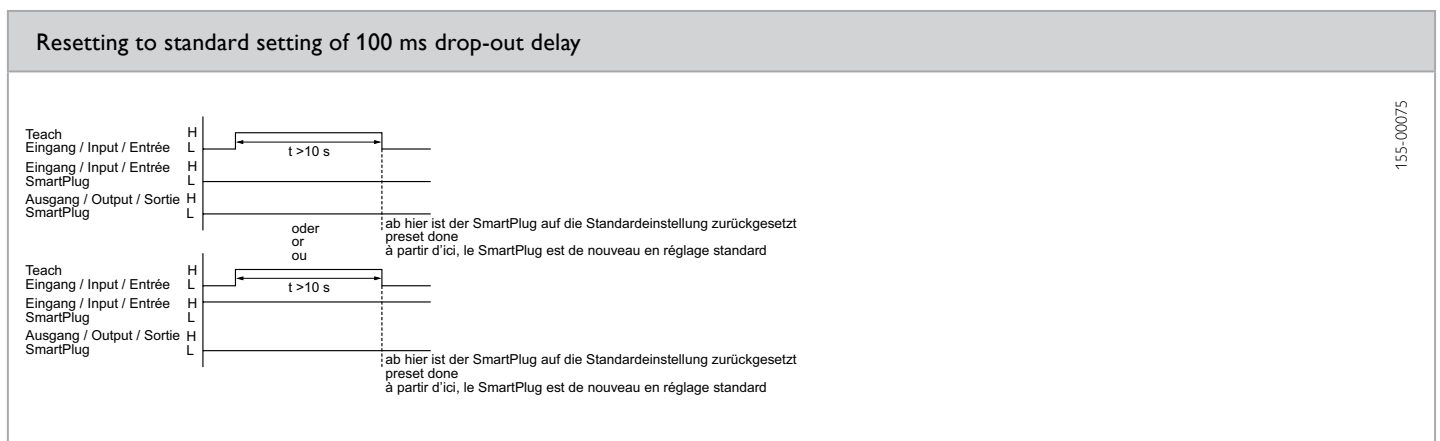 Resetting to standard setting of 100 ms drop-out delay
155-00075
Teach H
Eingang / Input / Entrée L
t >10 s
Eingang / Input / Entrée H
SmartPlug L
Ausgang / Output / Sortie H
SmartPlug L
oder
or
ou
ab hier ist der SmartPlug auf die Standardeinstellung zurückgesetzt
preset done
à partir d'ici, le SmartPlug est de nouveau en réglage standard
Teach H
Eingang / Input / Entrée L
t >10 s
Eingang / Input / Entrée H
SmartPlug L
Ausgang / Output / Sortie H
SmartPlug L
ab hier ist der SmartPlug auf die Standardeinstellung zurückgesetzt
preset done
à partir d'ici, le SmartPlug est de nouveau en réglage standard